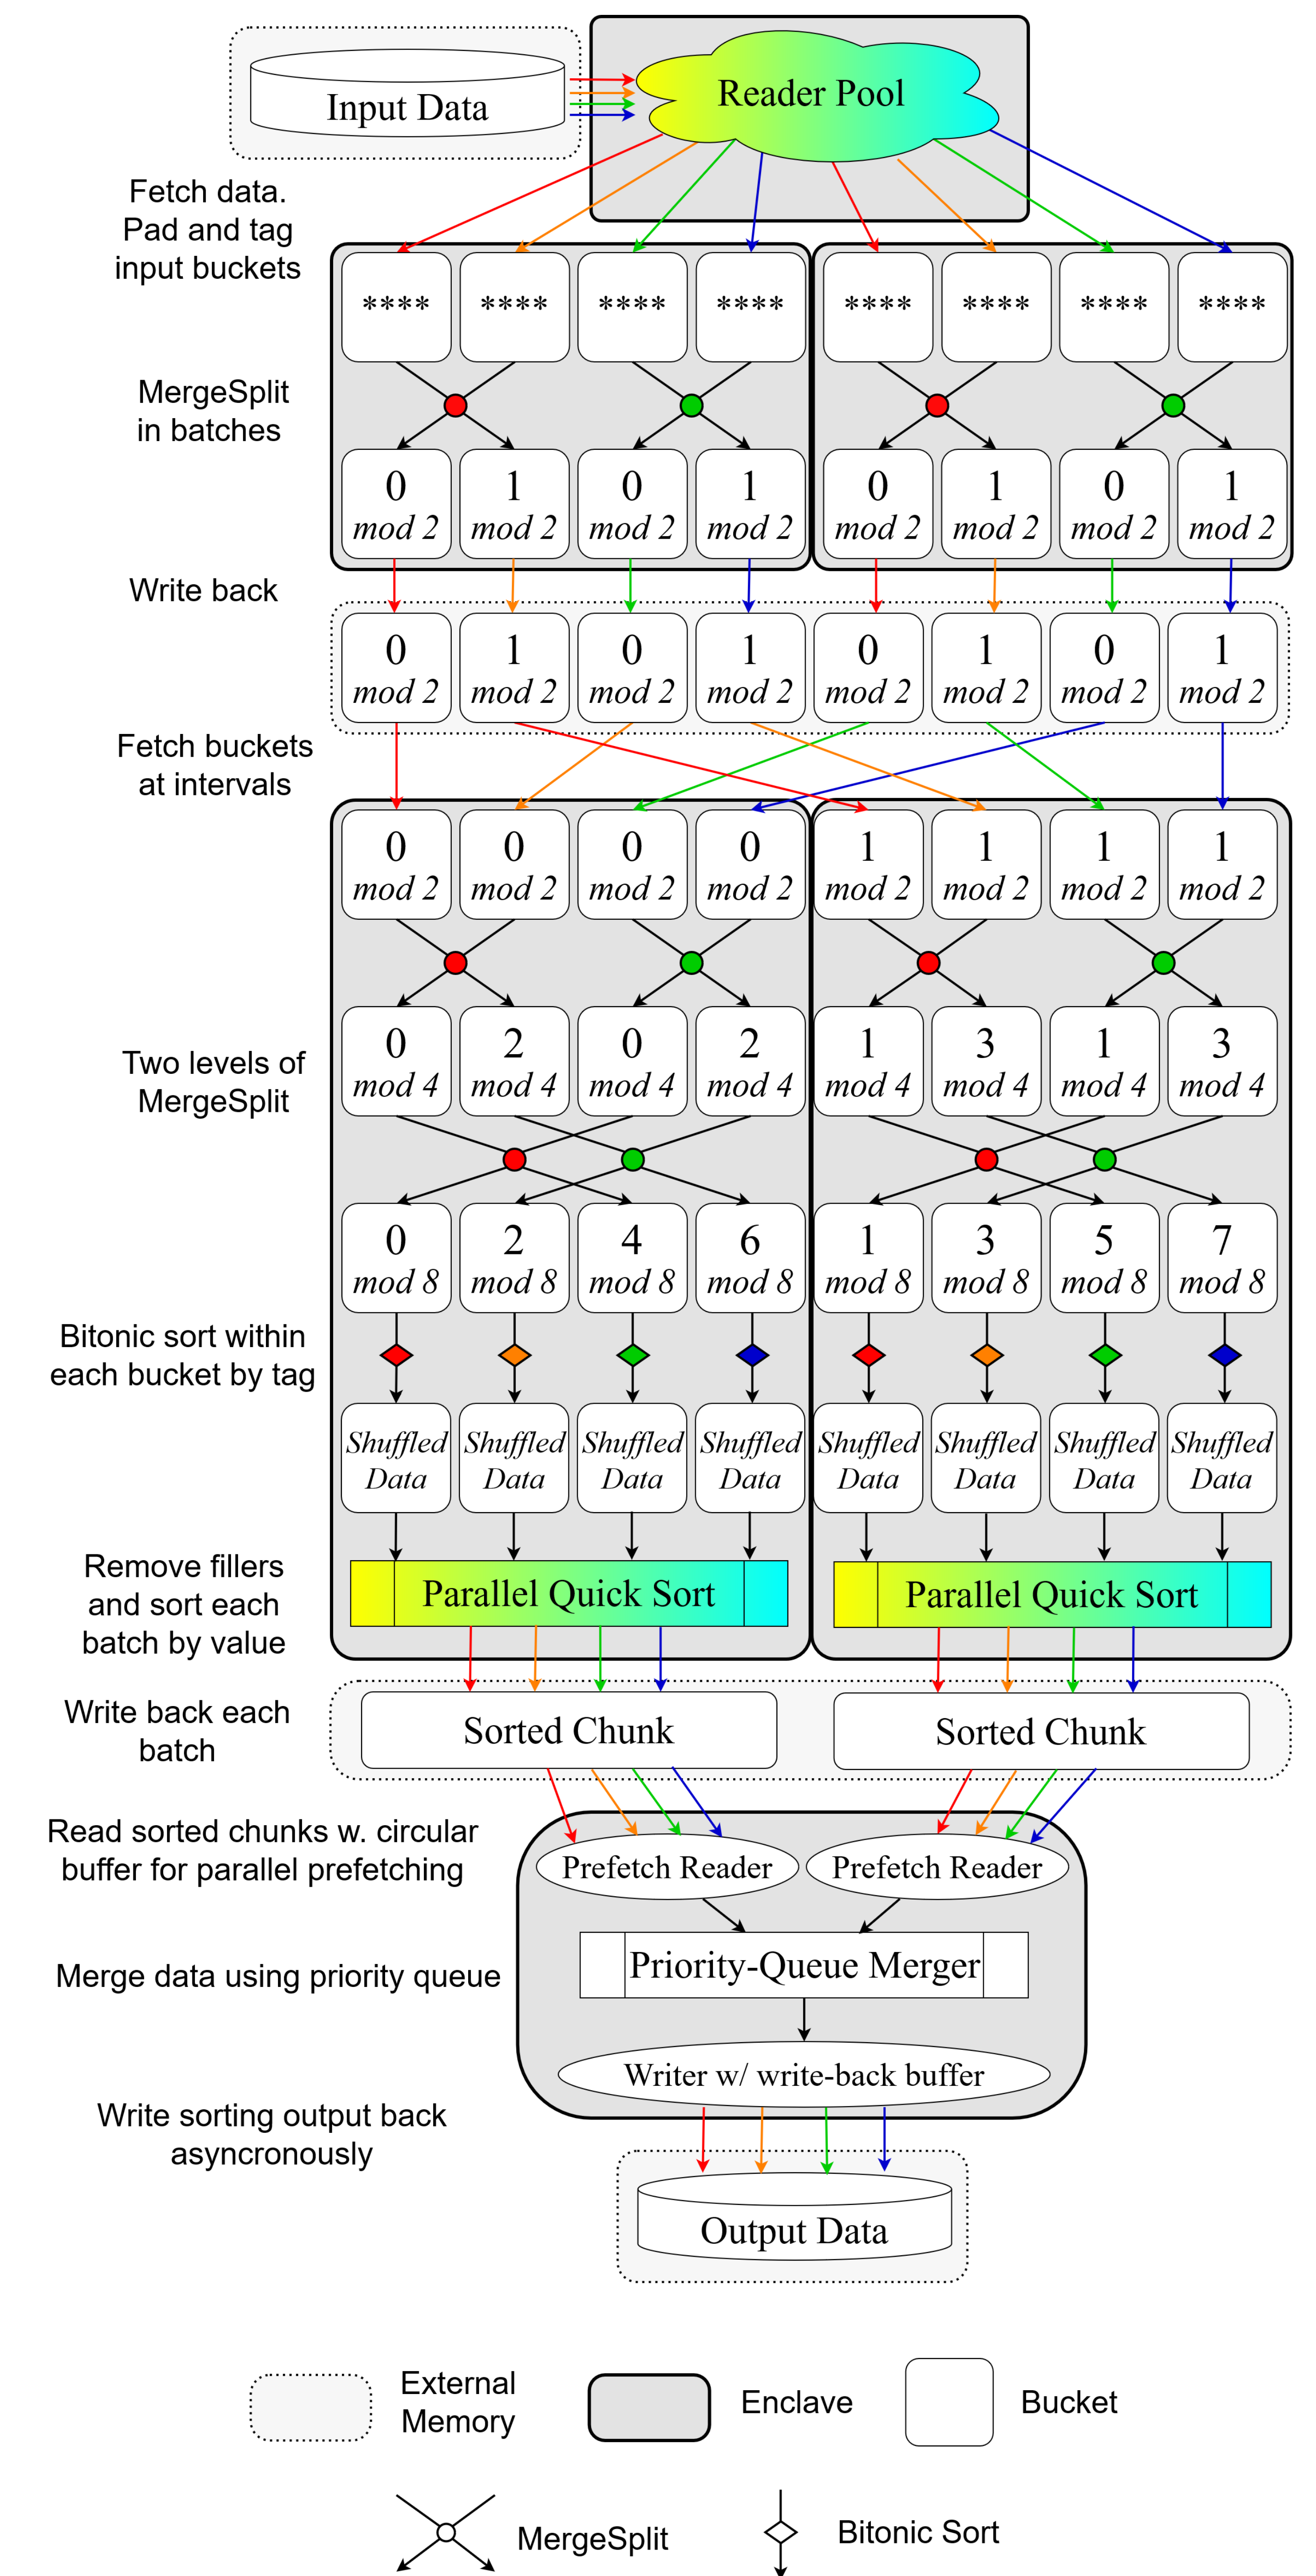 Input Data
Reader Pool
Fetch data.
Pad and tag
input buckets
**** **** **** **** **** **** **** ****
MergeSplit
in batches
0 1 0 1 0 1 0 1
mod 2 mod 2 mod 2 mod 2 mod 2 mod 2 mod 2 mod 2
Write back
0 1 0 1 0 1 0 1
mod 2 mod 2 mod 2 mod 2 mod 2 mod 2 mod 2 mod 2
Fetch buckets
at intervals
0 0 0 0 1 1 1 1
mod 2 mod 2 mod 2 mod 2 mod 2 mod 2 mod 2 mod 2
Two levels of
MergeSplit
0 2 0 2 1 3 1 3
mod 4 mod 4 mod 4 mod 4 mod 4 mod 4 mod 4 mod 4
0 2 4 6 1 3 5 7
mod 8 mod 8 mod 8 mod 8 mod 8 mod 8 mod 8 mod 8
Bitonic sort within
each bucket by tag
Shuffled Shuffled Shuffled Shuffled Shuffled Shuffled Shuffled Shuffled
Data Data Data Data Data Data Data Data
Remove fillers
and sort each
batch by value
Parallel Quick Sort
Parallel Quick Sort
Write back each
batch
Sorted Chunk
Sorted Chunk
Read sorted chunks w. circular
buffer for parallel prefetching
Prefetch Reader
Prefetch Reader
Merge data using priority queue
Priority-Queue Merger
Writer w/ write-back buffer
Write sorting output back
asyncronously
Output Data
External
Memory
Enclave
Bucket
MergeSplit
Bitonic Sort